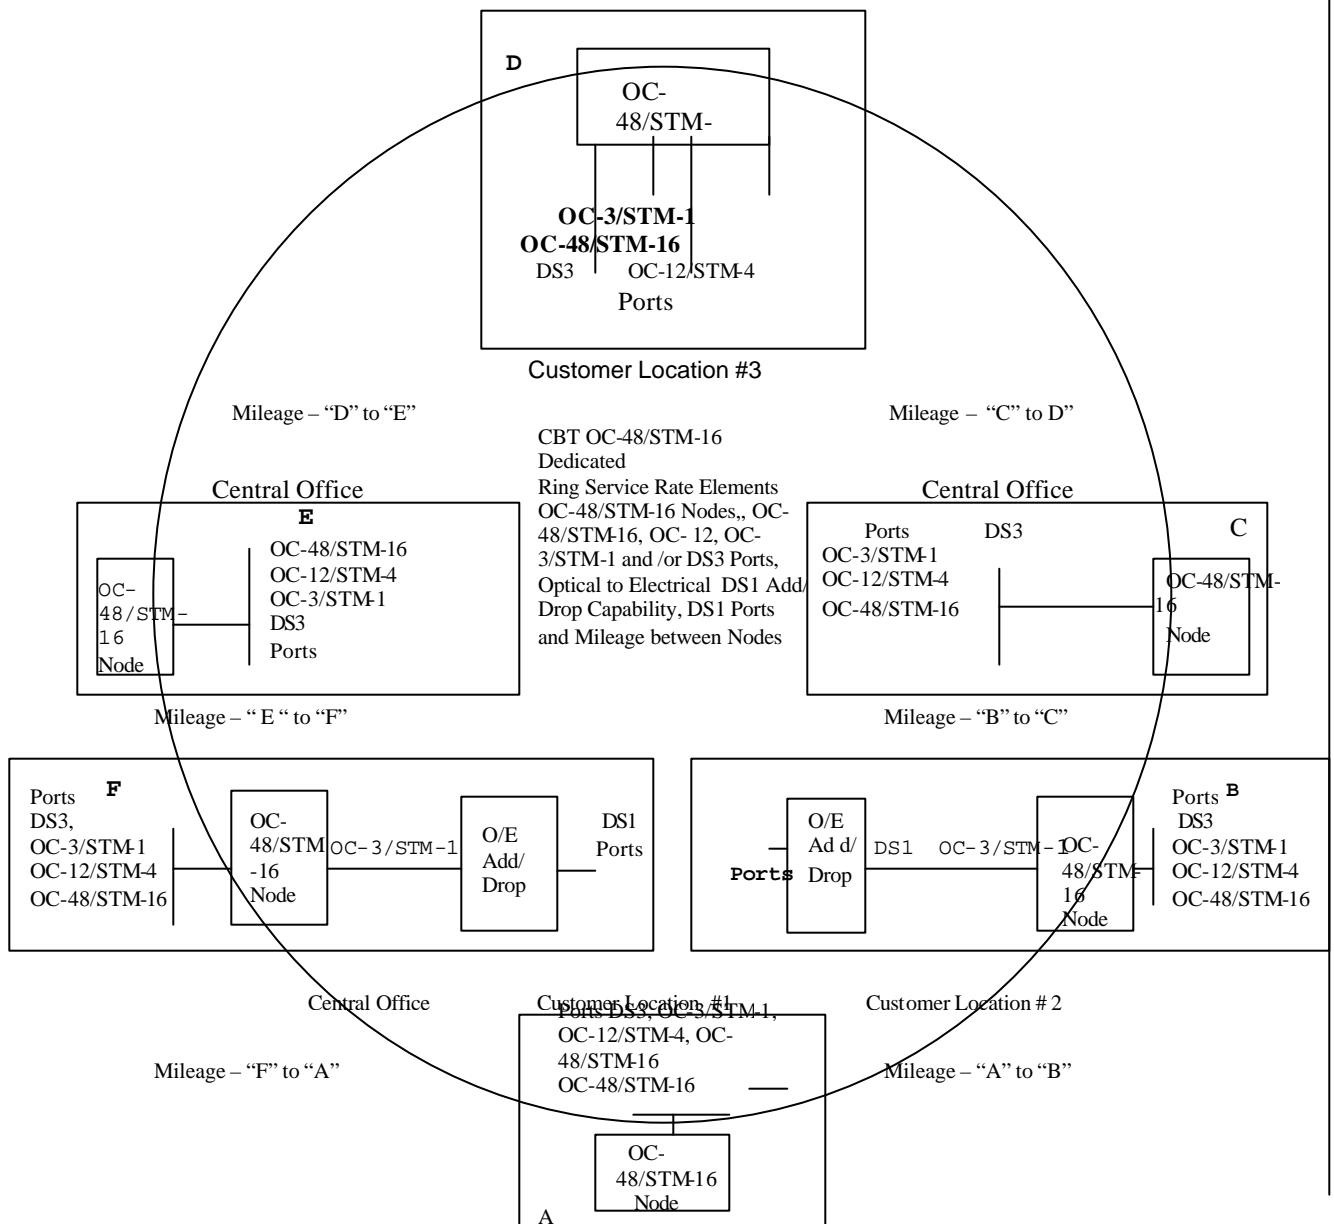 D
OC-
48/STM-
OC-3/STM-1
OC-48/STM-16
DS3 OC-12/STM-4
Ports
Customer Location #3
Mileage – “D” to “E”
Mileage – “C” to D”
CBT OC-48/STM-16
Dedicated
Ring Service Rate Elements
OC-48/STM-16 Nodes,, OC-
48/STM-16, OC- 12, OC-
3/STM-1 and /or DS3 Ports,
Optical to Electrical DS1 Add/
Drop Capability, DS1 Ports
and Mileage between Nodes
Central Office
E
OC-48/STM-16
OC-12/STM-4
OC-3/STM-1
DS3
Ports
OC-
48/STM-
16
Node
Central Office
Ports DS3 C
OC-3/STM-1
OC-12/STM-4
OC-48/STM-16
OC-48/STM-
16
Node
Mileage – “ E “ to “F”
Mileage – “B” to “C”
Ports F
DS3,
OC-3/STM-1
OC-12/STM-4
OC-48/STM-16
OC-
48/STM
-16
Node
OC-3/STM-1
O/E
Add/
Drop
DS1
Ports
Ports
O/E
Ad d/
Drop
DS1 OC-3/STM-1
OC-
48/STM-
16
Node
Ports B
DS3
OC-3/STM-1
OC-12/STM-4
OC-48/STM-16
Central Office
Customer Location #1
Customer Location # 2
Ports DS3, OC-3/STM-1,
OC-12/STM-4, OC-
48/STM-16
OC-48/STM-16
Mileage – “F” to “A”
Mileage – “A” to “B”
OC-
48/STM-16
Node
A